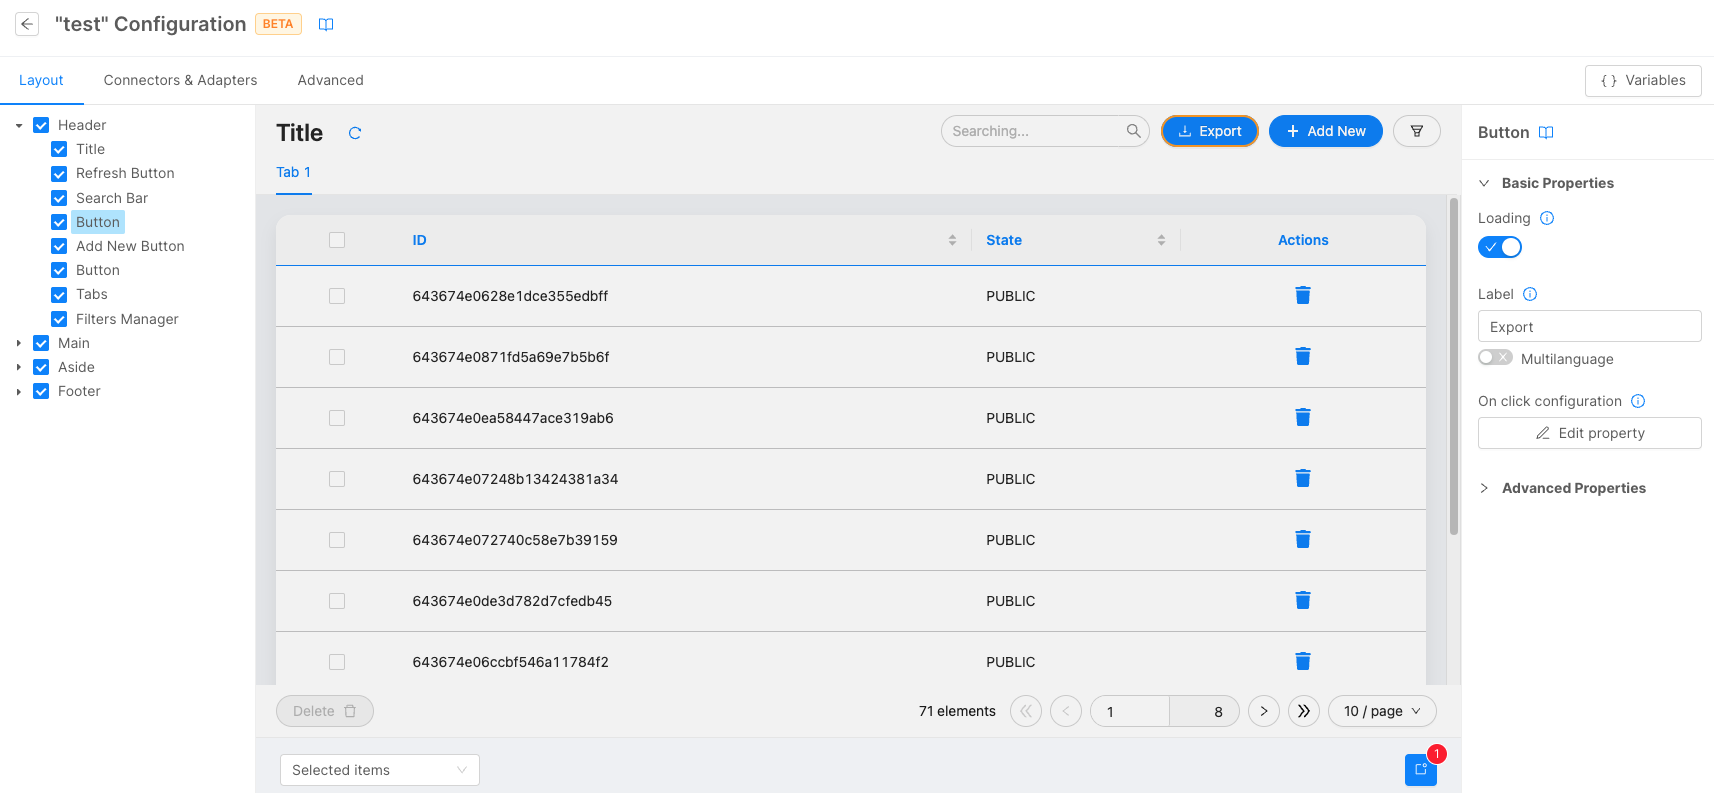 "test" Configuration BETA
Layout
Connectors & Adapters
Advanced
{ } Variables
Header
Title
Refresh Button
Search Bar
Button
Add New Button
Button
Tabs
Filters Manager
Main
Aside
Footer
Title
Searching...
Export
+ Add New
Tab 1
ID State Actions
643674e0628e1dce355edbff PUBLIC
643674e0871fd5a69e7b5b6f PUBLIC
643674e0ea58447ace319ab6 PUBLIC
643674e07248b13424381a34 PUBLIC
643674e072740c58e7b39159 PUBLIC
643674e0de3d782d7cfedb45 PUBLIC
643674e06ccbf546a11784f2 PUBLIC
Delete
71 elements
1
8
10 / page
Selected items
1
Button
Basic Properties
Loading
Label
Export
Multilanguage
On click configuration
Edit property
Advanced Properties